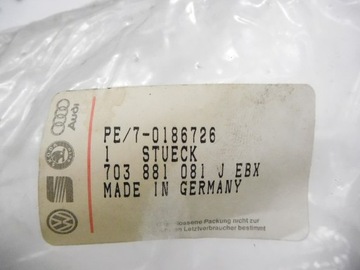 Audi
PE/7-0186726
1 STUECK
703 881 081 J EBX
MADE IN GERMANY
Packung nicht zur
Letztverbraucher bestimmt